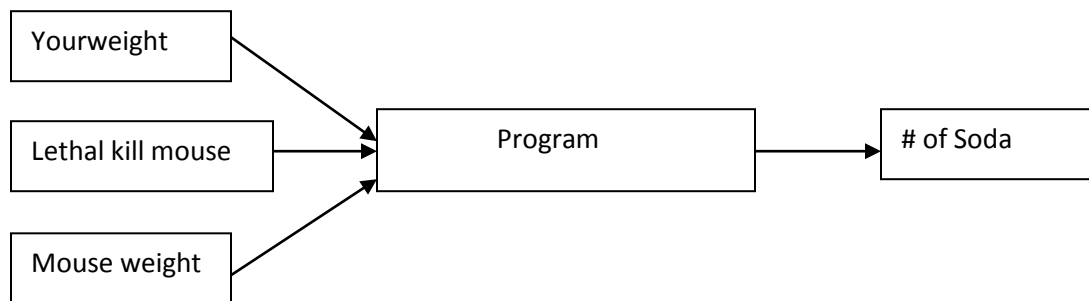 Yourweight
Lethal kill mouse
Mouse weight
Program
# of Soda